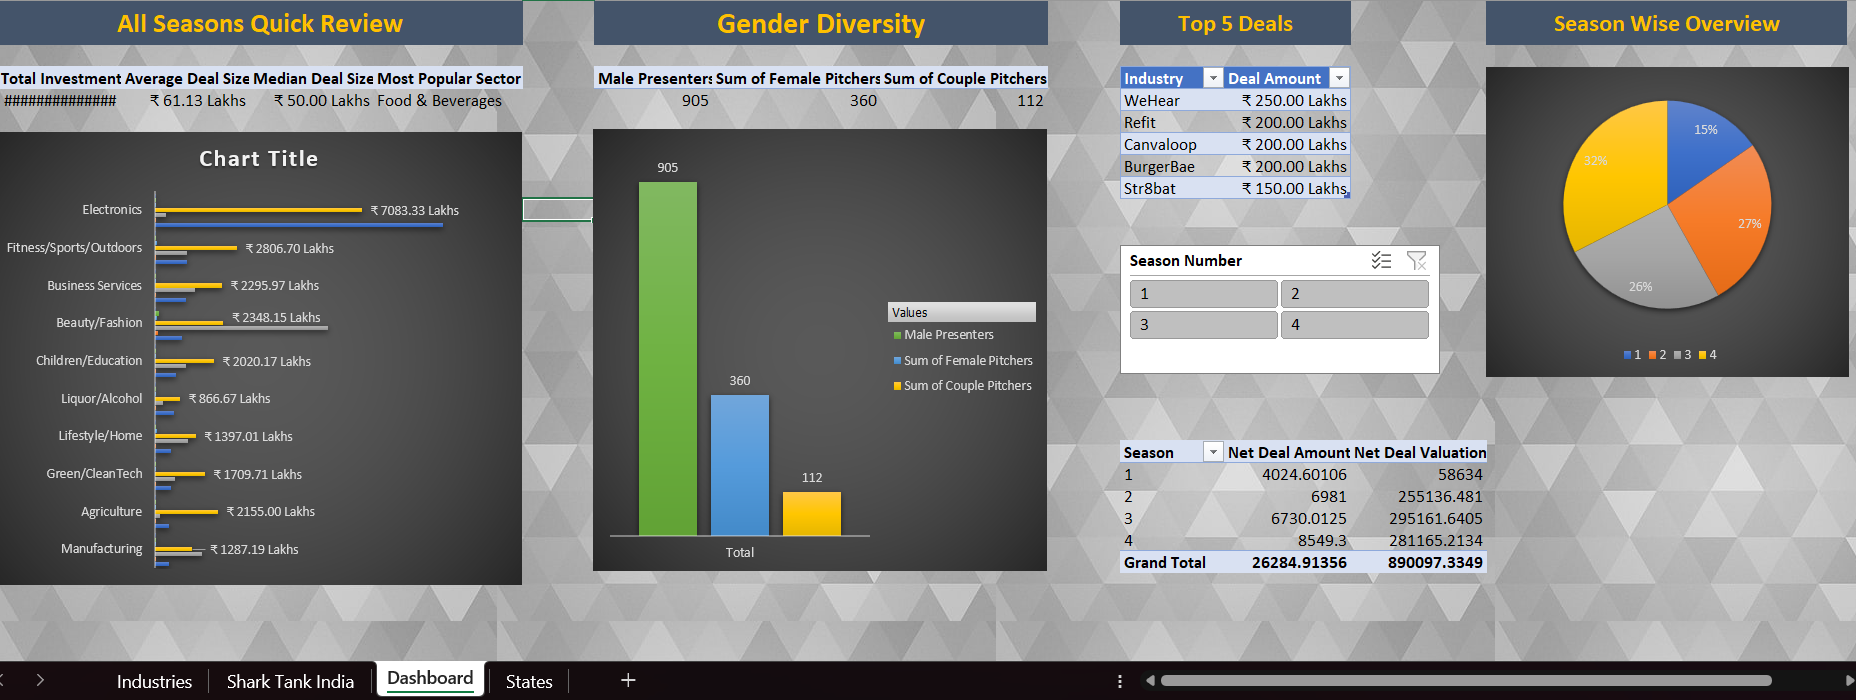 All Seasons Quick Review
Total Investment Average Deal Size Median Deal Size Most Popular Sector
############## ₹ 61.13 Lakhs ₹ 50.00 Lakhs Food & Beverages
Chart Title
Electronics ₹ 7083.33 Lakhs
Fitness/Sports/Outdoors ₹ 2806.70 Lakhs
Business Services ₹ 2295.97 Lakhs
Beauty/Fashion ₹ 2348.15 Lakhs
Children/Education ₹ 2020.17 Lakhs
Liquor/Alcohol ₹ 866.67 Lakhs
Lifestyle/Home ₹ 1397.01 Lakhs
Green/CleanTech ₹ 1709.71 Lakhs
Agriculture ₹ 2155.00 Lakhs
Manufacturing ₹ 1287.19 Lakhs
Gender Diversity
Male Presenters Sum of Female Pitchers Sum of Couple Pitchers
905 360 112
905
360
112
Total
Values
Male Presenters
Sum of Female Pitchers
Sum of Couple Pitchers
Top 5 Deals
Industry Deal Amount
WeHear ₹ 250.00 Lakhs
Refit ₹ 200.00 Lakhs
Canvaloop ₹ 200.00 Lakhs
BurgerBae ₹ 200.00 Lakhs
Str8bat ₹ 150.00 Lakhs
Season Number
1 2
3 4
Season Net Deal Amount Net Deal Valuation
1 4024.60106 58634
2 6981 255136.481
3 6730.0125 295161.6405
4 8549.3 281165.2134
Grand Total 26284.91356 890097.3349
Season Wise Overview
15%
32%
27%
26%
1 2 3 4
Industries Shark Tank India Dashboard States +